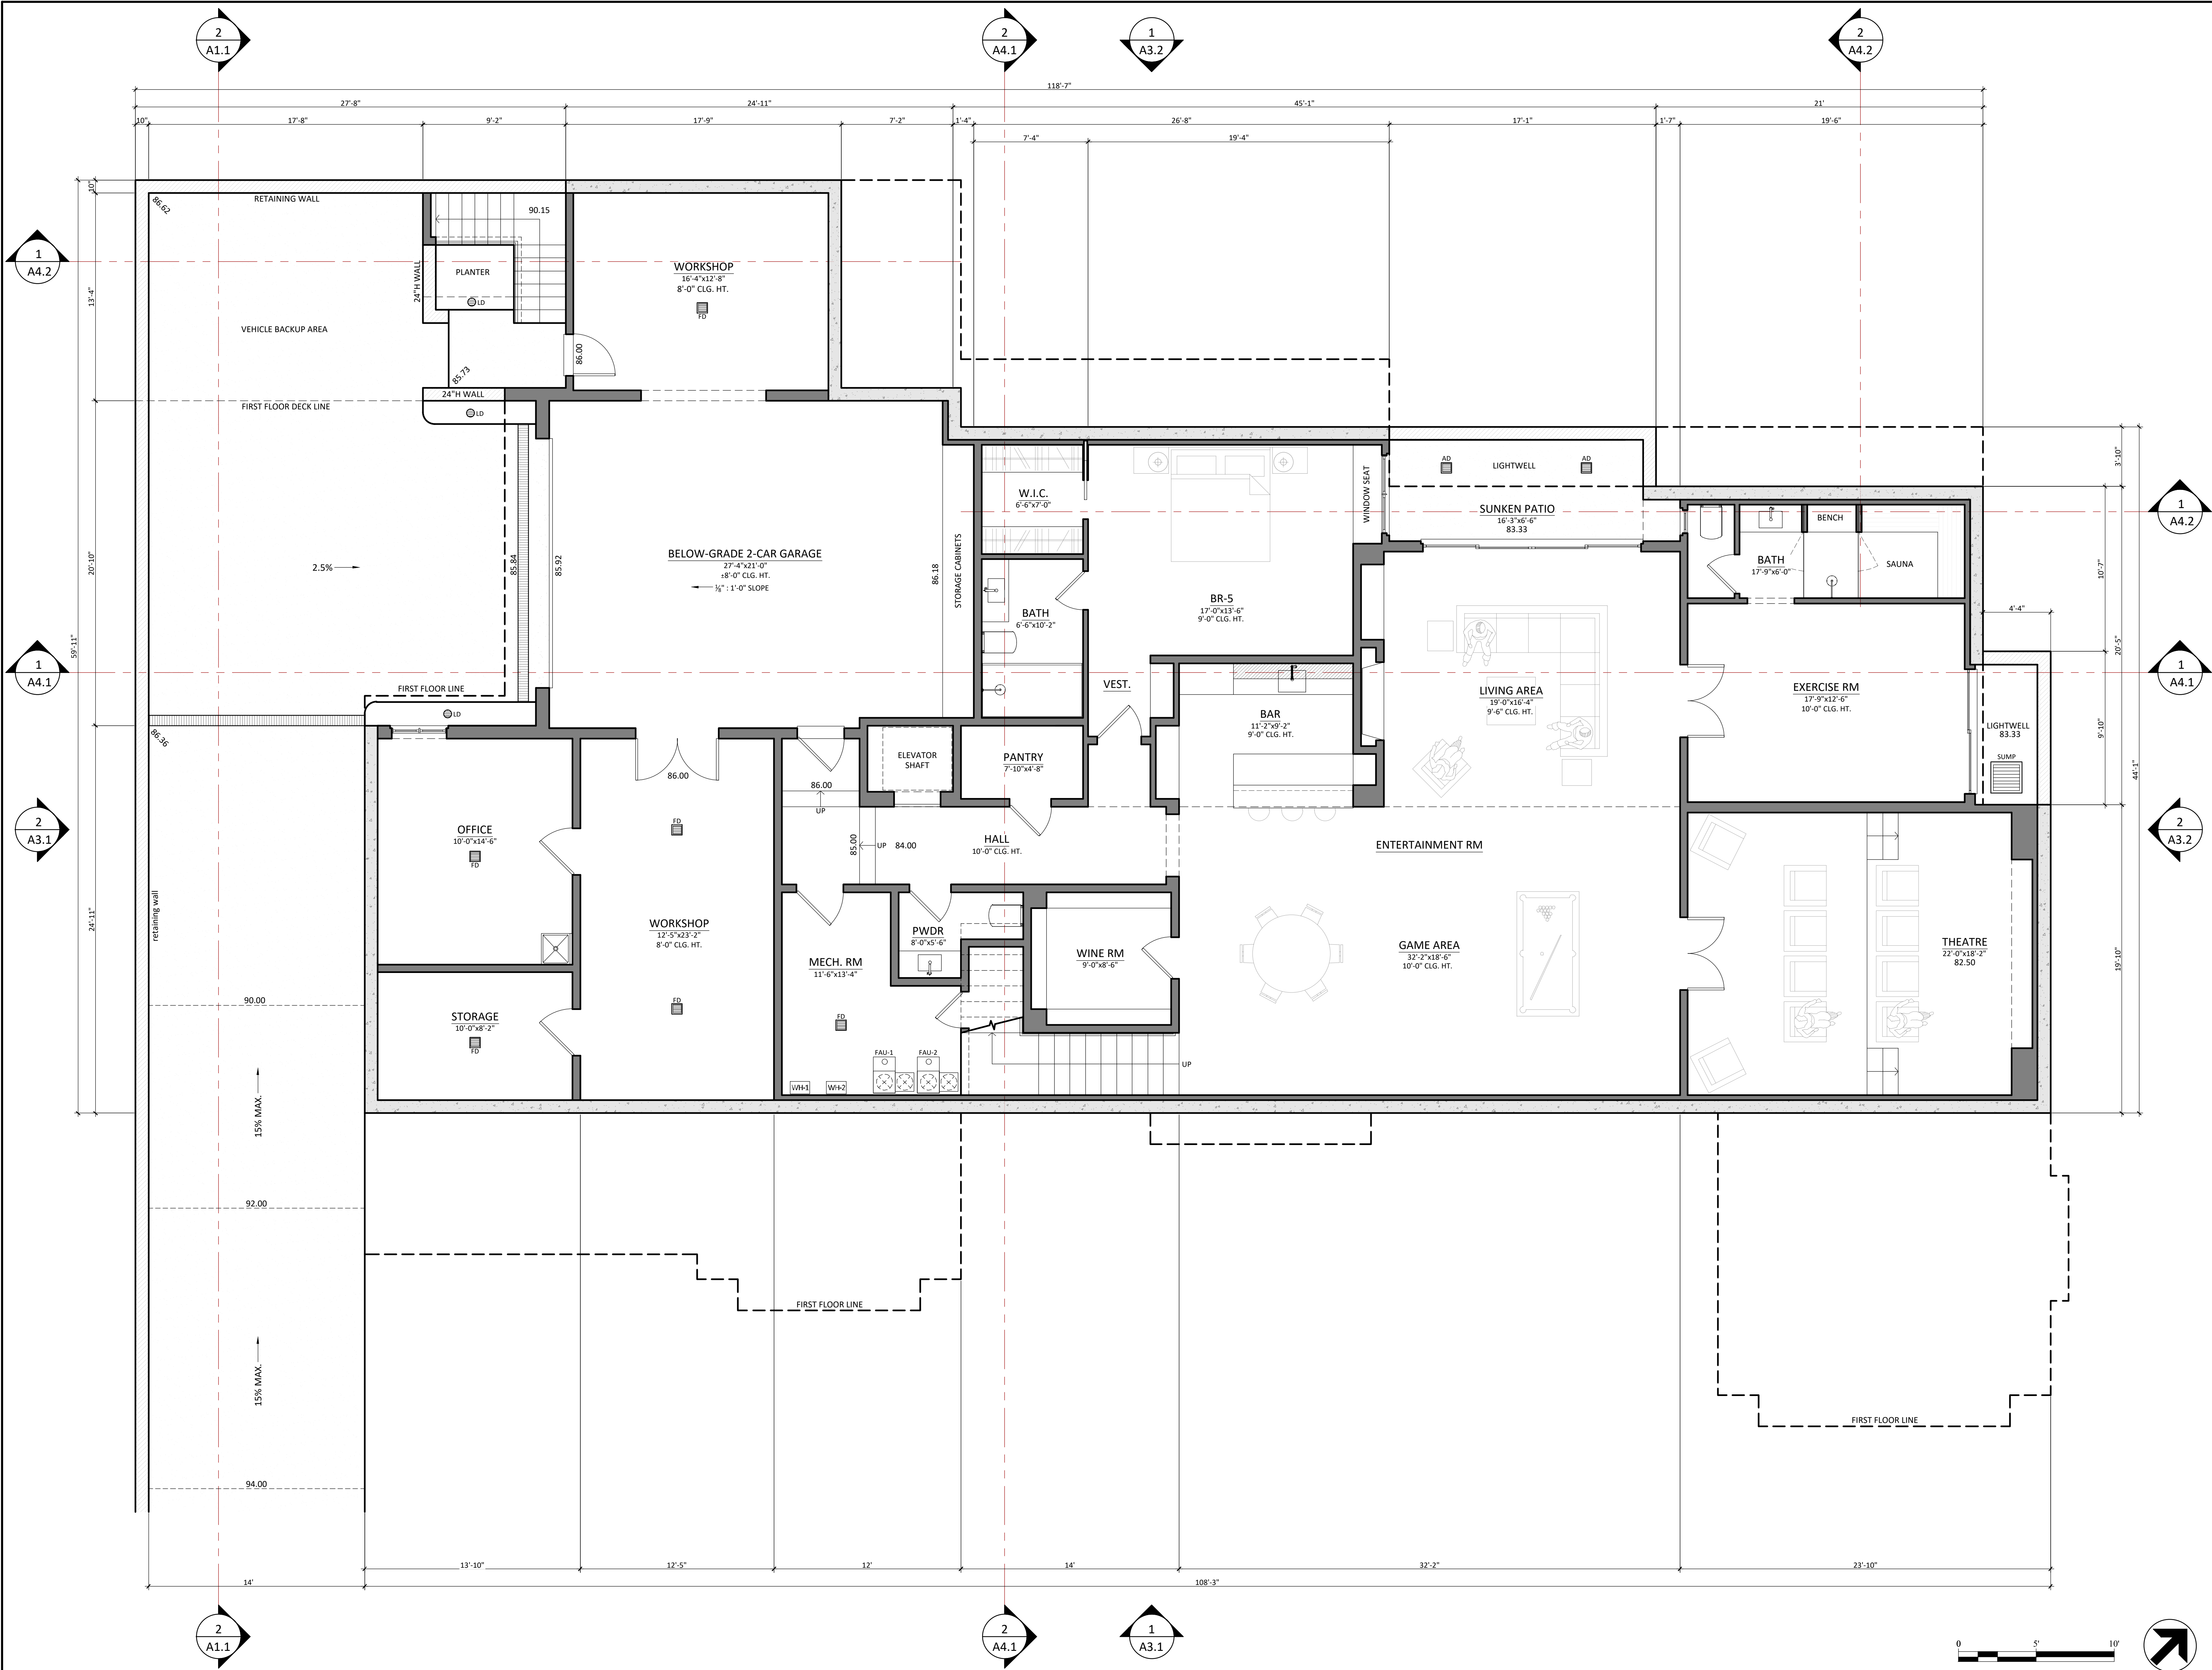 2
A1.1
2
A4.1
1
A3.2
2
A4.2
118'-7"
27'-8"
24'-11"
45'-1"
21'
10"
17'-8"
9'-2"
17'-9"
7'-2"
1'-4"
26'-8"
17'-1"
1'-7"
19'-6"
7'-4"
19'-4"
10"
13'-4"
20'-10"
59'-11"
24'-11"
1
A4.2
1
A4.1
2
A3.1
86.62
RETAINING WALL
90.15
24"H WALL
PLANTER
LD
VEHICLE BACKUP AREA
85.73
86.00
24"H WALL
FIRST FLOOR DECK LINE
LD
WORKSHOP
16'-4"x12'-8"
8'-0" CLG. HT.
FD
2.5%
85.84
85.92
BELOW-GRADE 2-CAR GARAGE
27'-4"x21'-0"
±8'-0" CLG. HT.
⅛" : 1'-0" SLOPE
86.18
STORAGE CABINETS
FIRST FLOOR LINE
LD
86.36
W.I.C.
6'-6"x7'-0"
BATH
6'-6"x10'-2"
BR-5
17'-0"x13'-6"
9'-0" CLG. HT.
WINDOW SEAT
AD
LIGHTWELL
AD
SUNKEN PATIO
16'-3"x6'-6"
83.33
BENCH
BATH
17'-9"x6'-0"
SAUNA
VEST.
BAR
11'-2"x9'-2"
9'-0" CLG. HT.
LIVING AREA
19'-0"x16'-4"
9'-6" CLG. HT.
EXERCISE RM
17'-9"x12'-6"
10'-0" CLG. HT.
LIGHTWELL
83.33
SUMP
4'-4"
3'-10"
10'-7"
20'-5"
9'-10"
44'-1"
19'-10"
1
A4.2
1
A4.1
2
A3.2
ELEVATOR
SHAFT
PANTRY
7'-10"x4'-8"
86.00
86.00
UP
85.00
UP
84.00
HALL
10'-0" CLG. HT.
ENTERTAINMENT RM
OFFICE
10'-0"x14'-6"
FD
FD
WORKSHOP
12'-5"x23'-2"
8'-0" CLG. HT.
FD
STORAGE
10'-0"x8'-2"
FD
MECH. RM
11'-6"x13'-4"
FD
PWDR
8'-0"x5'-6"
WINE RM
9'-0"x8'-6"
FAU-1
FAU-2
WH-1
WH-2
UP
GAME AREA
32'-2"x18'-6"
10'-0" CLG. HT.
THEATRE
22'-0"x18'-2"
82.50
retaining wall
90.00
15% MAX.
92.00
15% MAX.
94.00
FIRST FLOOR LINE
FIRST FLOOR LINE
13'-10"
12'-5"
12'
14'
32'-2"
23'-10"
14'
108'-3"
2
A1.1
2
A4.1
1
A3.1
0
5'
10'